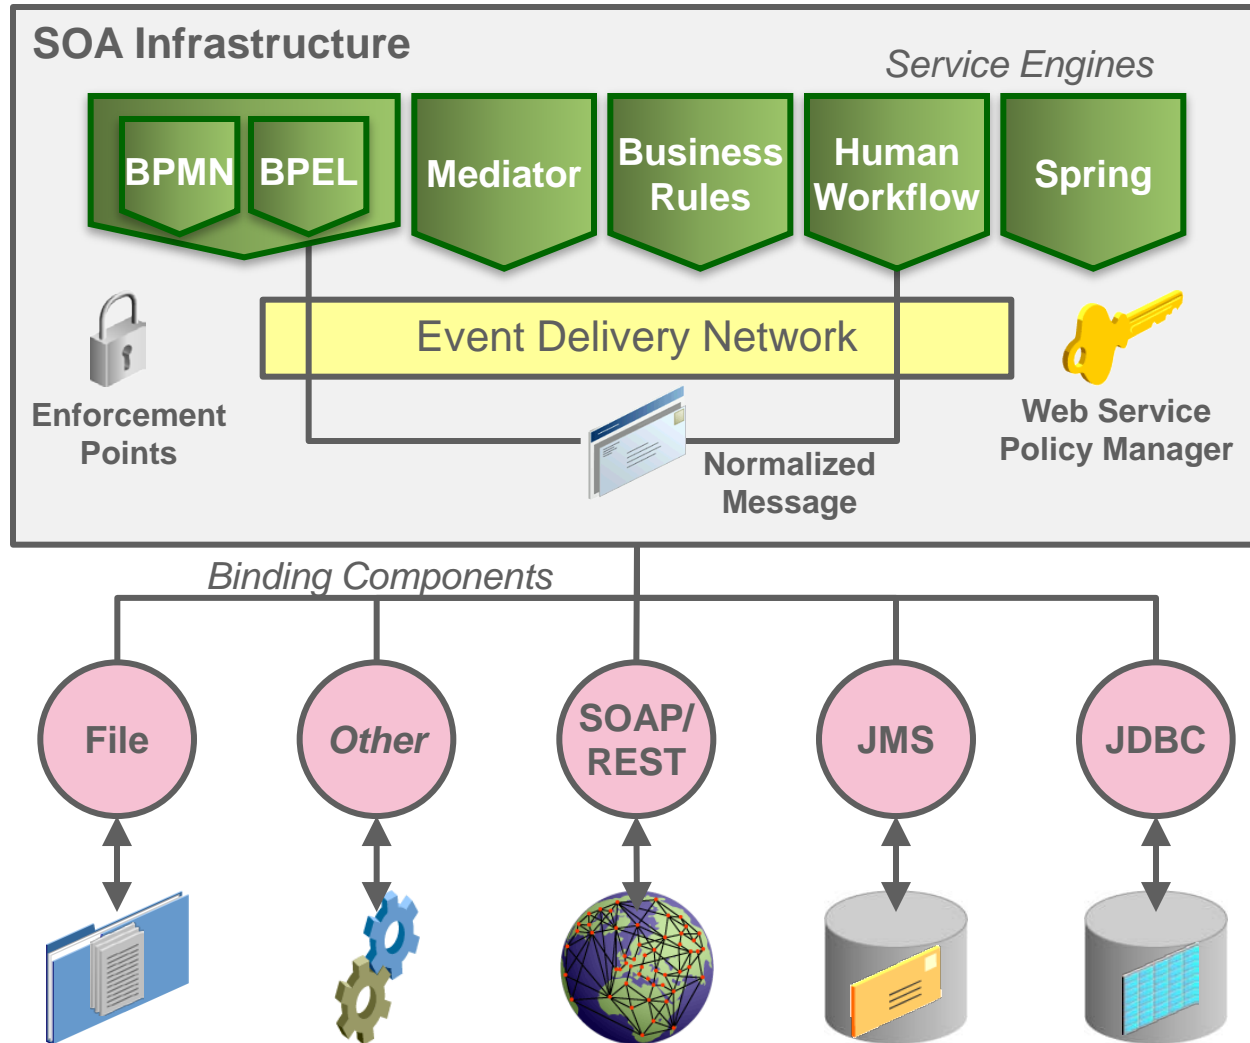 SOA Infrastructure
Service Engines
BPMN
BPEL
Mediator
Business
Rules
Human
Workflow
Spring
Event Delivery Network
Enforcement
Points
Web Service
Policy Manager
Normalized
Message
Binding Components
File
Other
SOAP/
REST
JMS
JDBC